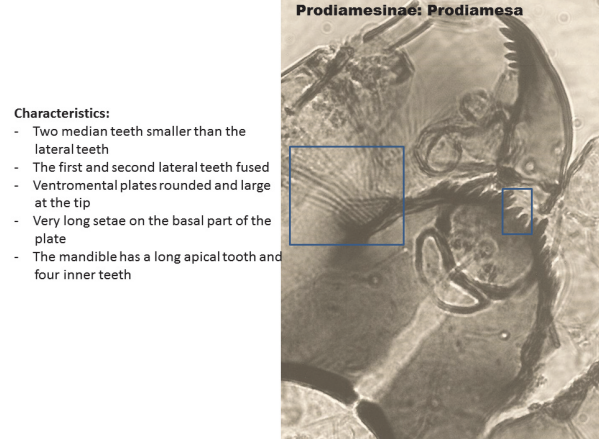 Prodiamesinae: Prodiamesa
Characteristics:
- Two median teeth smaller than the
lateral teeth
- The first and second lateral teeth fused
- Ventromental plates rounded and large
at the tip
- Very long setae on the basal part of the
plate
- The mandible has a long apical tooth and
four inner teeth